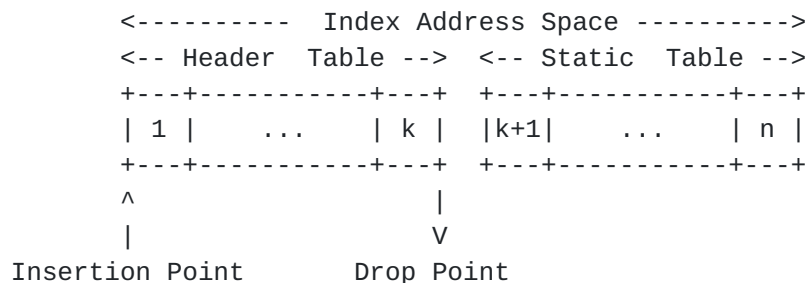 <----------  Index Address Space ---------->
<-- Header  Table -->  <-- Static  Table -->
+---+-----------+---+  +---+-----------+---+
| 1 |    ...    | k |  |k+1|    ...    | n |
+---+-----------+---+  +---+-----------+---+
^                   |
|                   V
Insertion Point       Drop Point